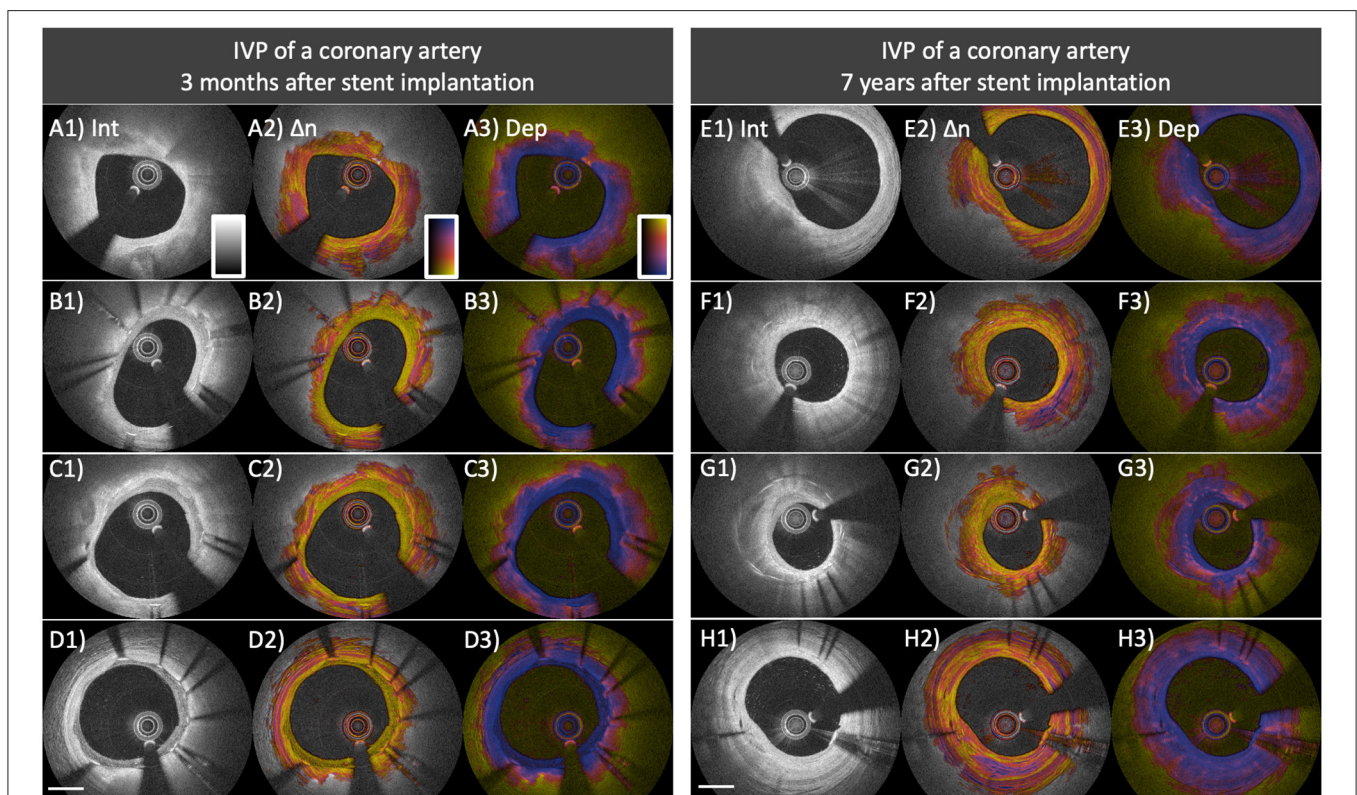 IVP of a coronary artery
3 months after stent implantation
IVP of a coronary artery
7 years after stent implantation
A1) Int
A2) Δn
A3) Dep
E1) Int
E2) Δn
E3) Dep
B1)
B2)
B3)
F1)
F2)
F3)
C1)
C2)
C3)
G1)
G2)
G3)
D1)
D2)
D3)
H1)
H2)
H3)